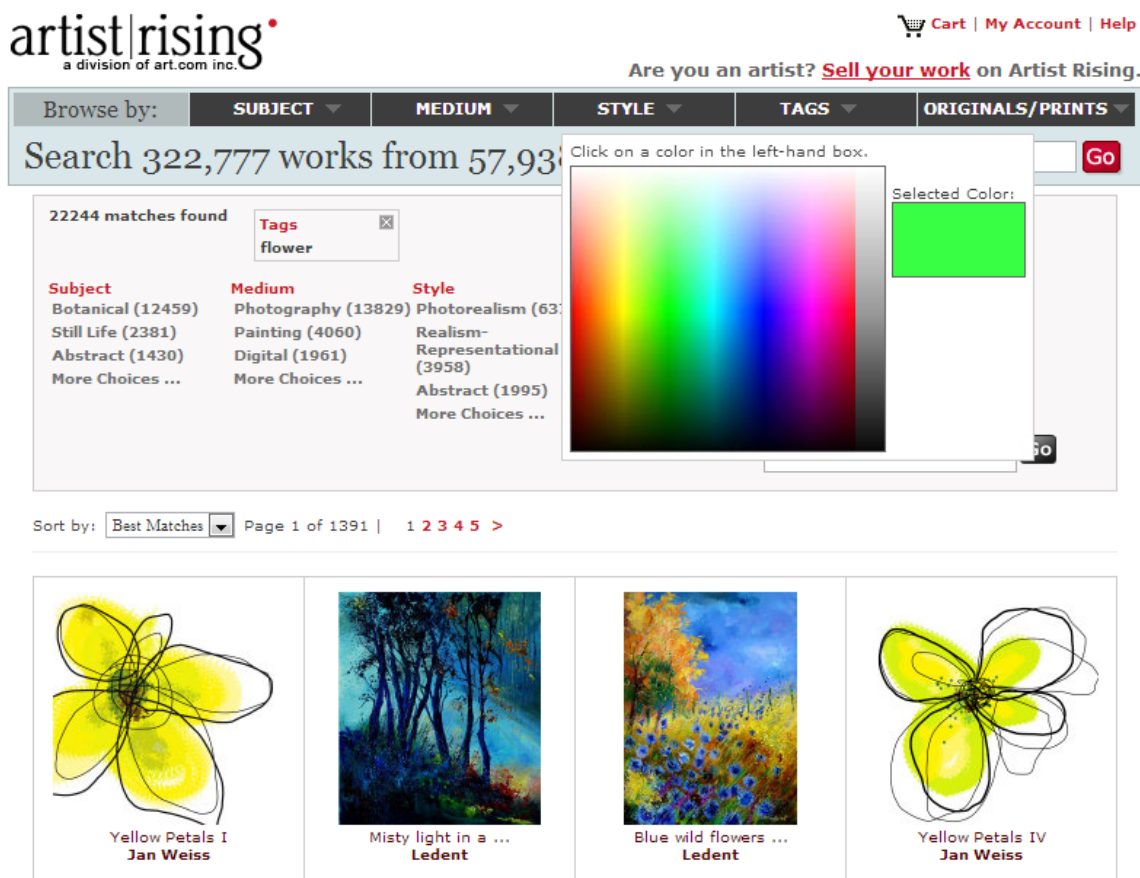 artist|rising
a division of art.com inc.
Cart | My Account | Help
Are you an artist? Sell your work on Artist Rising.
Browse by:
SUBJECT
MEDIUM
STYLE
TAGS
ORIGINALS/PRINTS
Search 322,777 works from 57,93
Go
Click on a color in the left-hand box.
Selected Color:
22244 matches found
Tags
flower
Subject
Botanical (12459)
Still Life (2381)
Abstract (1430)
More Choices ...
Medium
Photography (13829)
Painting (4060)
Digital (1961)
More Choices ...
Style
Photorealism (63
Realism-
Representational
(3958)
Abstract (1995)
More Choices ...
Go
Sort by: Best Matches Page 1 of 1391 | 1 2 3 4 5 >
Yellow Petals I
Jan Weiss
Misty light in a ...
Ledent
Blue wild flowers ...
Ledent
Yellow Petals IV
Jan Weiss